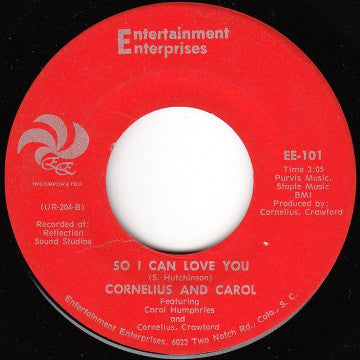 Entertainment
Enterprises
EE
INCORPORATED
(UR-204-B)
Recorded at:
Reflection
Sound Studios
EE-101
Time 3:05
Purvis Music,
Staple Music
BMI
Produced by:
Cornelius, Crawford
SO I CAN LOVE YOU
(S. Hutchinson)
CORNELIUS AND CAROL
Featuring
Carol Humphries
and
Cornelius, Crawford
Entertainment Enterprises, 6023 Two Notch Rd., Cola., S. C.